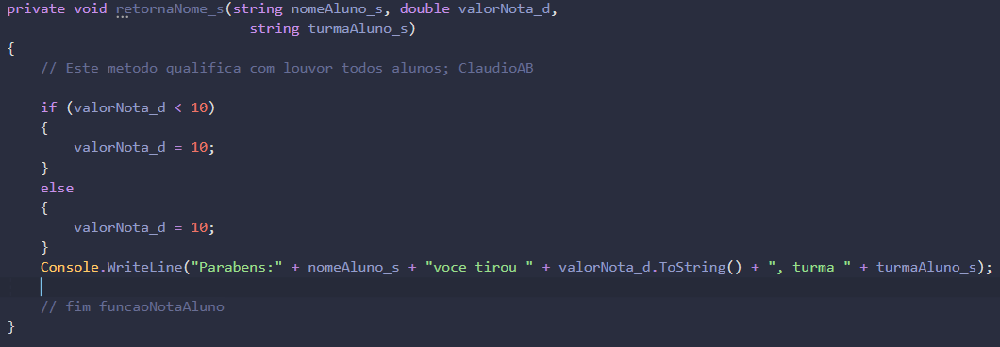 private void retornaNome_s(string nomeAluno_s, double valorNota_d,
string turmaAluno_s)
{
// Este metodo qualifica com louvor todos alunos; ClaudioAB
if (valorNota_d < 10)
{
valorNota_d = 10;
}
else
{
valorNota_d = 10;
}
Console.WriteLine("Parabens:" + nomeAluno_s + "voce tirou " + valorNota_d.ToString() + ", turma " + turmaAluno_s);
// fim funcaoNotaAluno
}